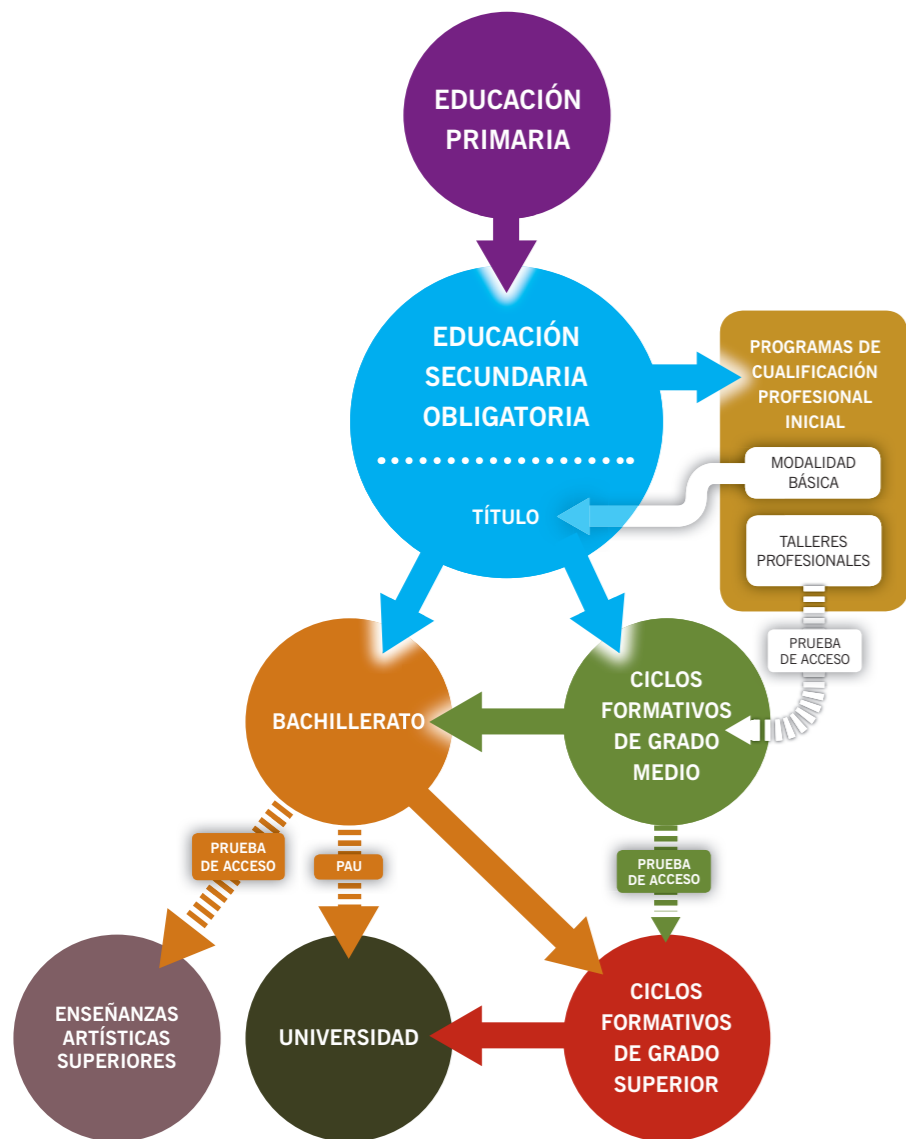 EDUCACIÓN
PRIMARIA
EDUCACIÓN
SECUNDARIA
OBLIGATORIA
TÍTULO
PROGRAMAS DE
CUALIFICACIÓN
PROFESIONAL
INICIAL
MODALIDAD
BÁSICA
TALLERES
PROFESIONALES
PRUEBA
DE ACCESO
BACHILLERATO
CICLOS
FORMATIVOS
DE GRADO
MEDIO
PRUEBA
DE ACCESO
PAU
PRUEBA
DE ACCESO
ENSEÑANZAS
ARTÍSTICAS
SUPERIORES
UNIVERSIDAD
CICLOS
FORMATIVOS
DE GRADO
SUPERIOR